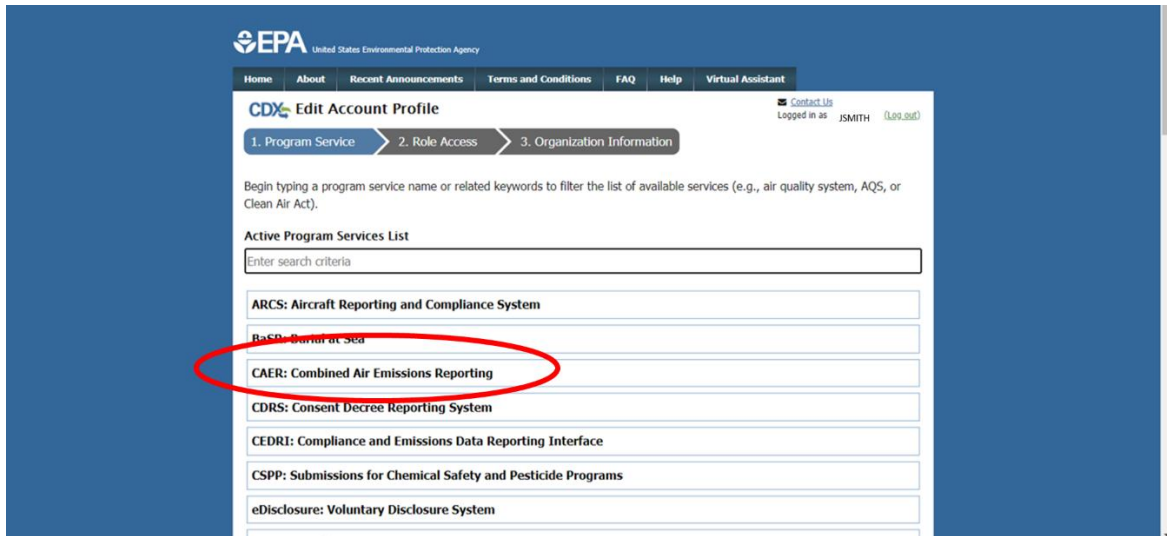 EPA United States Environmental Protection Agency
Home About Recent Announcements Terms and Conditions FAQ Help Virtual Assistant
CDX Edit Account Profile
Contact Us
Logged in as JSMITH (Log out)
1. Program Service 2. Role Access 3. Organization Information
Begin typing a program service name or related keywords to filter the list of available services (e.g., air quality system, AQS, or
Clean Air Act).
Active Program Services List
Enter search criteria
ARCS: Aircraft Reporting and Compliance System
BaSR: Burial at Sea
CAER: Combined Air Emissions Reporting
CDRS: Consent Decree Reporting System
CEDRI: Compliance and Emissions Data Reporting Interface
CSPP: Submissions for Chemical Safety and Pesticide Programs
eDisclosure: Voluntary Disclosure System